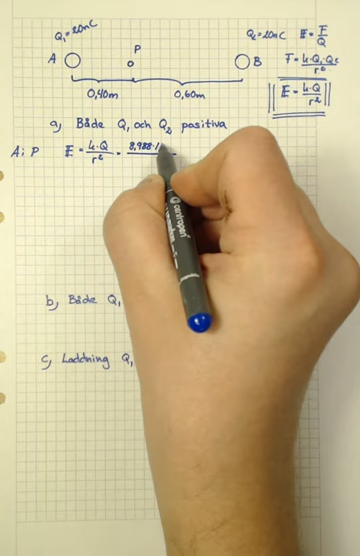 Q₁ = 20nC
Q₂ = 20nC
E = F/Q
A
P
B
F = k·Q₁·Q₂/r²
0,40m
0,60m
E = k·Q/r²
a) Både Q₁ och Q₂ positiva
A: P E = k·Q/r² = 8,988·1
b) Både Q₁
c) Laddning Q₁